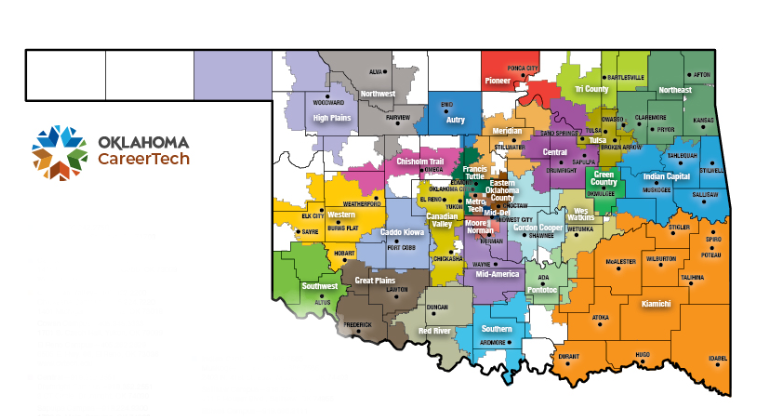 OKLAHOMA
CareerTech
ALVA
Northwest
WOODWARD
High Plains
FAIRVIEW
ENID
Autry
PONCA CITY
Pioneer
BARTLESVILLE
Tri County
AFTON
Northeast
CLAREMORE
PRYOR
KANSAS
OWASSO
TULSA
Tulsa
BROKEN ARROW
SAND SPRINGS
Meridian
STILLWATER
Central
SAPULPA
DRUMRIGHT
Chisholm Trail
OMEGA
Francis
Tuttle
Eastern
Oklahoma
County
CHOCTAW
OKLAHOMA CITY
EL RENO
YUKON
Metro
Tech
Mid-Del
MIDWEST CITY
Green
Country
OKMULGEE
TAHLEQUAH
STILWELL
Indian Capital
MUSKOGEE
SALLISAW
WEATHERFORD
ELK CITY
Western
BURNS FLAT
SAYRE
HOBART
Caddo Kiowa
FORT COBB
Canadian
Valley
CHICKASHA
Moore
Norman
NORMAN
Gordon Cooper
SHAWNEE
Wes
Watkins
WETUMKA
WAYNE
Mid-America
ADA
Pontotoc
STIGLER
SPIRO
POTEAU
McALESTER
WILBURTON
TALIHINA
Kiamichi
ATOKA
DURANT
HUGO
IDABEL
Southwest
ALTUS
Great Plains
LAWTON
FREDERICK
DUNCAN
Red River
Southern
ARDMORE